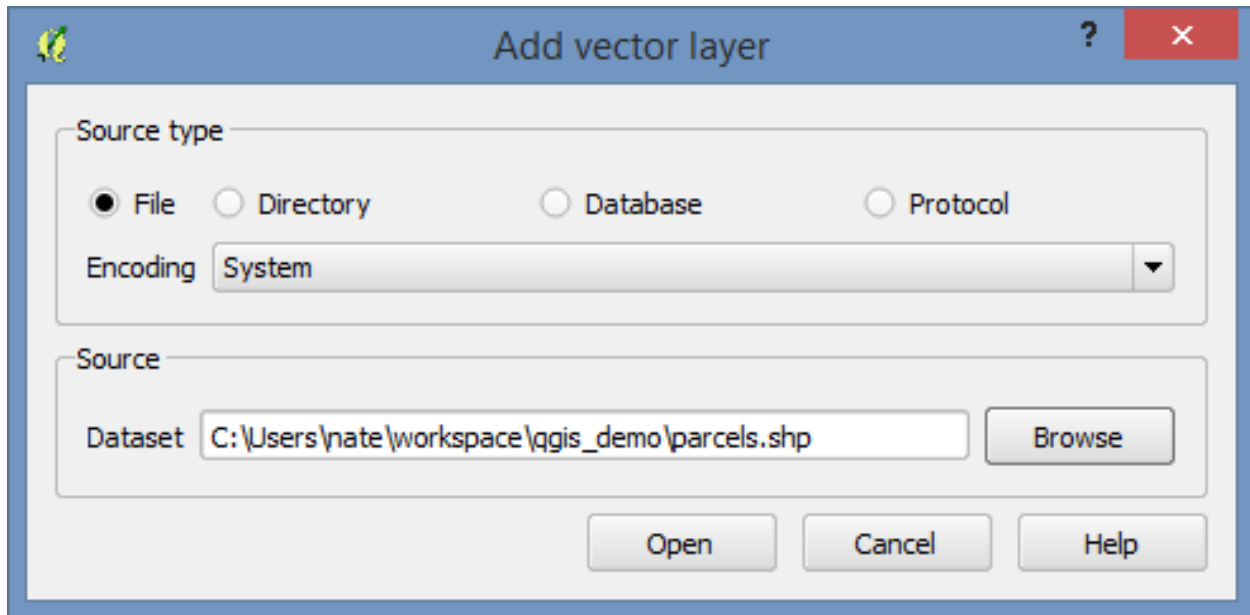 Add vector layer ?
Source type
File Directory Database Protocol
Encoding System
Source
Dataset C:\Users\nate\workspace\qgis_demo\parcels.shp Browse
Open Cancel Help